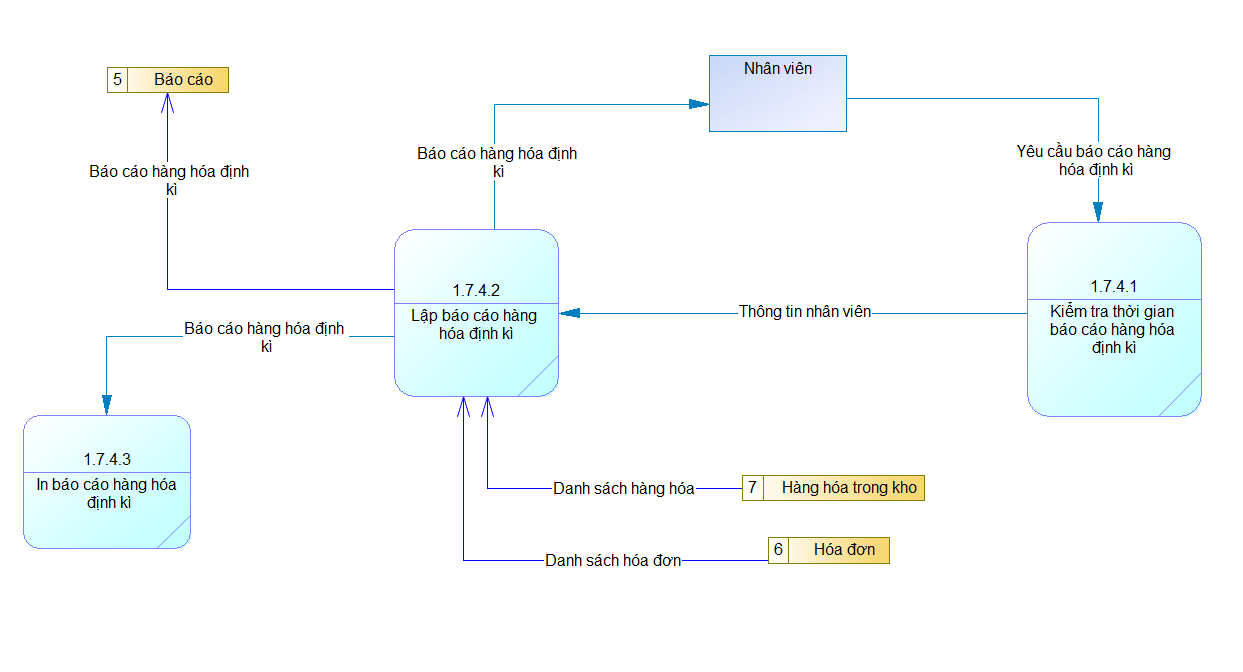 Nhân viên
5
Báo cáo
Báo cáo hàng hóa định
kì
Yêu cầu báo cáo hàng
hóa định kì
Báo cáo hàng hóa định
kì
1.7.4.2
Lập báo cáo hàng
hóa định kì
Thông tin nhân viên
1.7.4.1
Kiểm tra thời gian
báo cáo hàng hóa
định kì
Báo cáo hàng hóa định
kì
1.7.4.3
In báo cáo hàng hóa
định kì
Danh sách hàng hóa
7
Hàng hóa trong kho
Danh sách hóa đơn
6
Hóa đơn